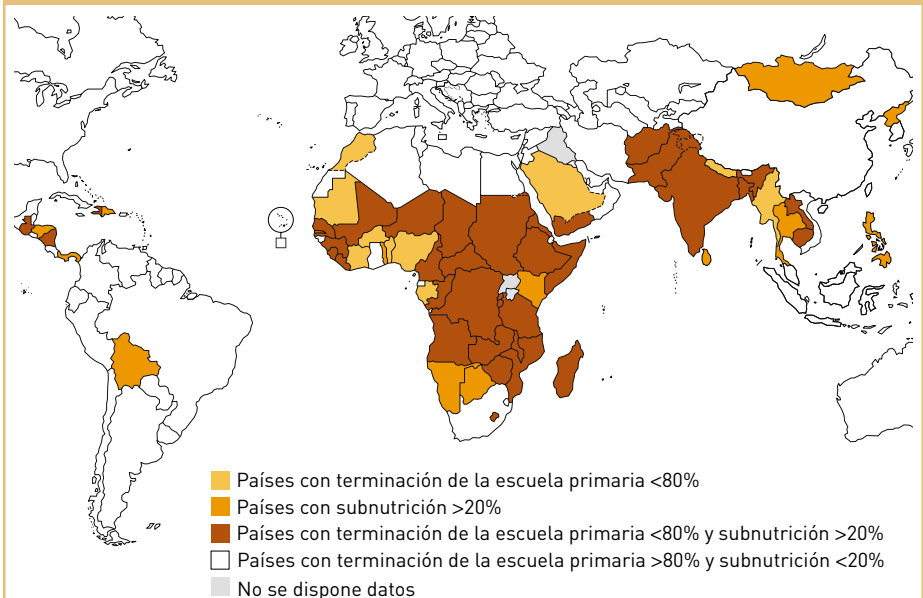 Países con terminación de la escuela primaria <80%
Países con subnutrición >20%
Países con terminación de la escuela primaria <80% y subnutrición >20%
Países con terminación de la escuela primaria >80% y subnutrición <20%
No se dispone datos